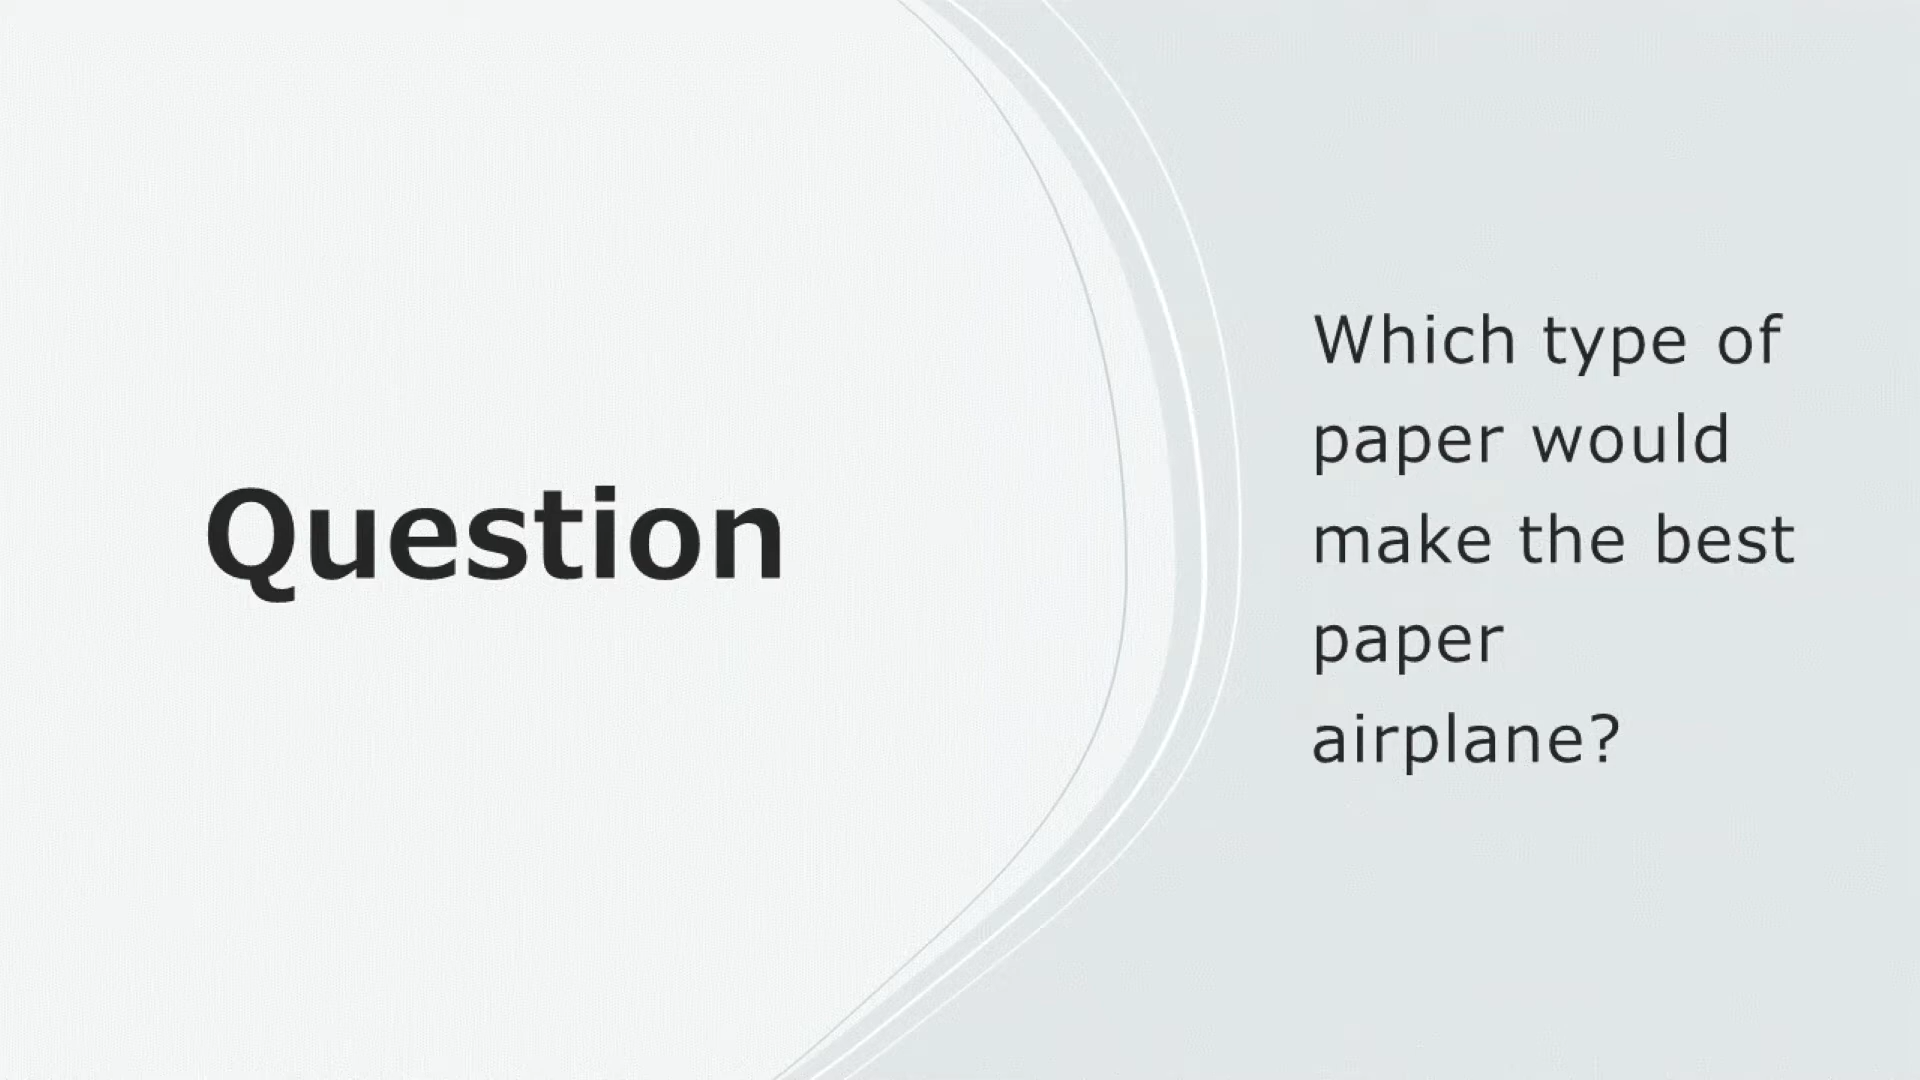 Question
Which type of
paper would
make the best
paper
airplane?